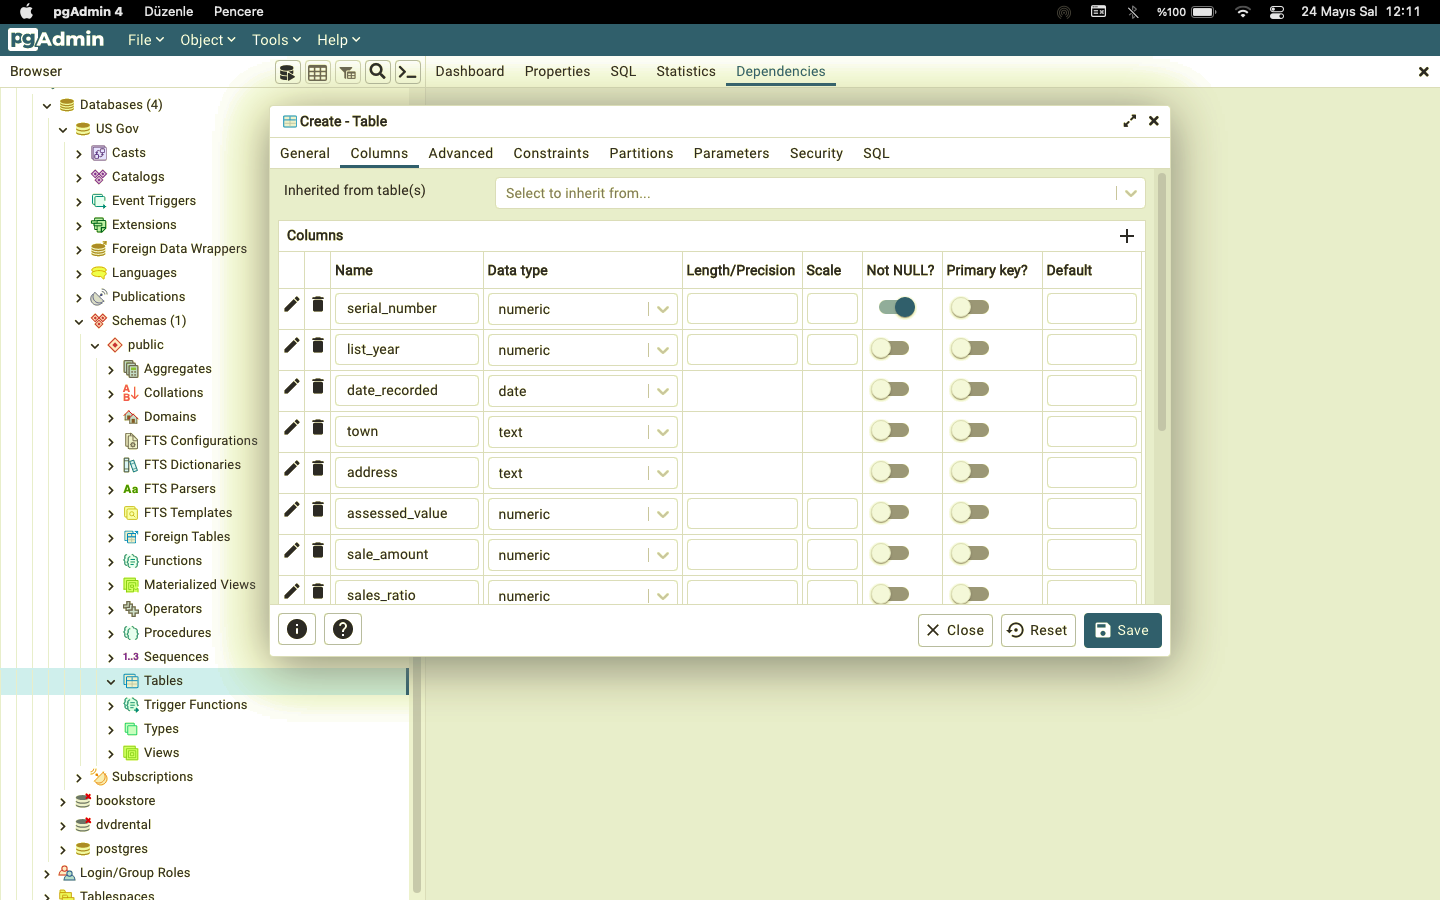 pgAdmin 4 Düzenle Pencere %100 24 Mayıs Sal 12:11
pgAdmin File Object Tools Help
Browser Dashboard Properties SQL Statistics Dependencies
Databases (4)
US Gov
Casts
Catalogs
Event Triggers
Extensions
Foreign Data Wrappers
Languages
Publications
Schemas (1)
public
Aggregates
Collations
Domains
FTS Configurations
FTS Dictionaries
Aa FTS Parsers
FTS Templates
Foreign Tables
Functions
Materialized Views
Operators
Procedures
1..3 Sequences
Tables
Trigger Functions
Types
Views
Subscriptions
bookstore
dvdrental
postgres
Login/Group Roles
Tablespaces
Create - Table
General Columns Advanced Constraints Partitions Parameters Security SQL
Inherited from table(s) Select to inherit from...
Columns
Name Data type Length/Precision Scale Not NULL? Primary key? Default
serial_number numeric
list_year numeric
date_recorded date
town text
address text
assessed_value numeric
sale_amount numeric
sales_ratio numeric
Close Reset Save